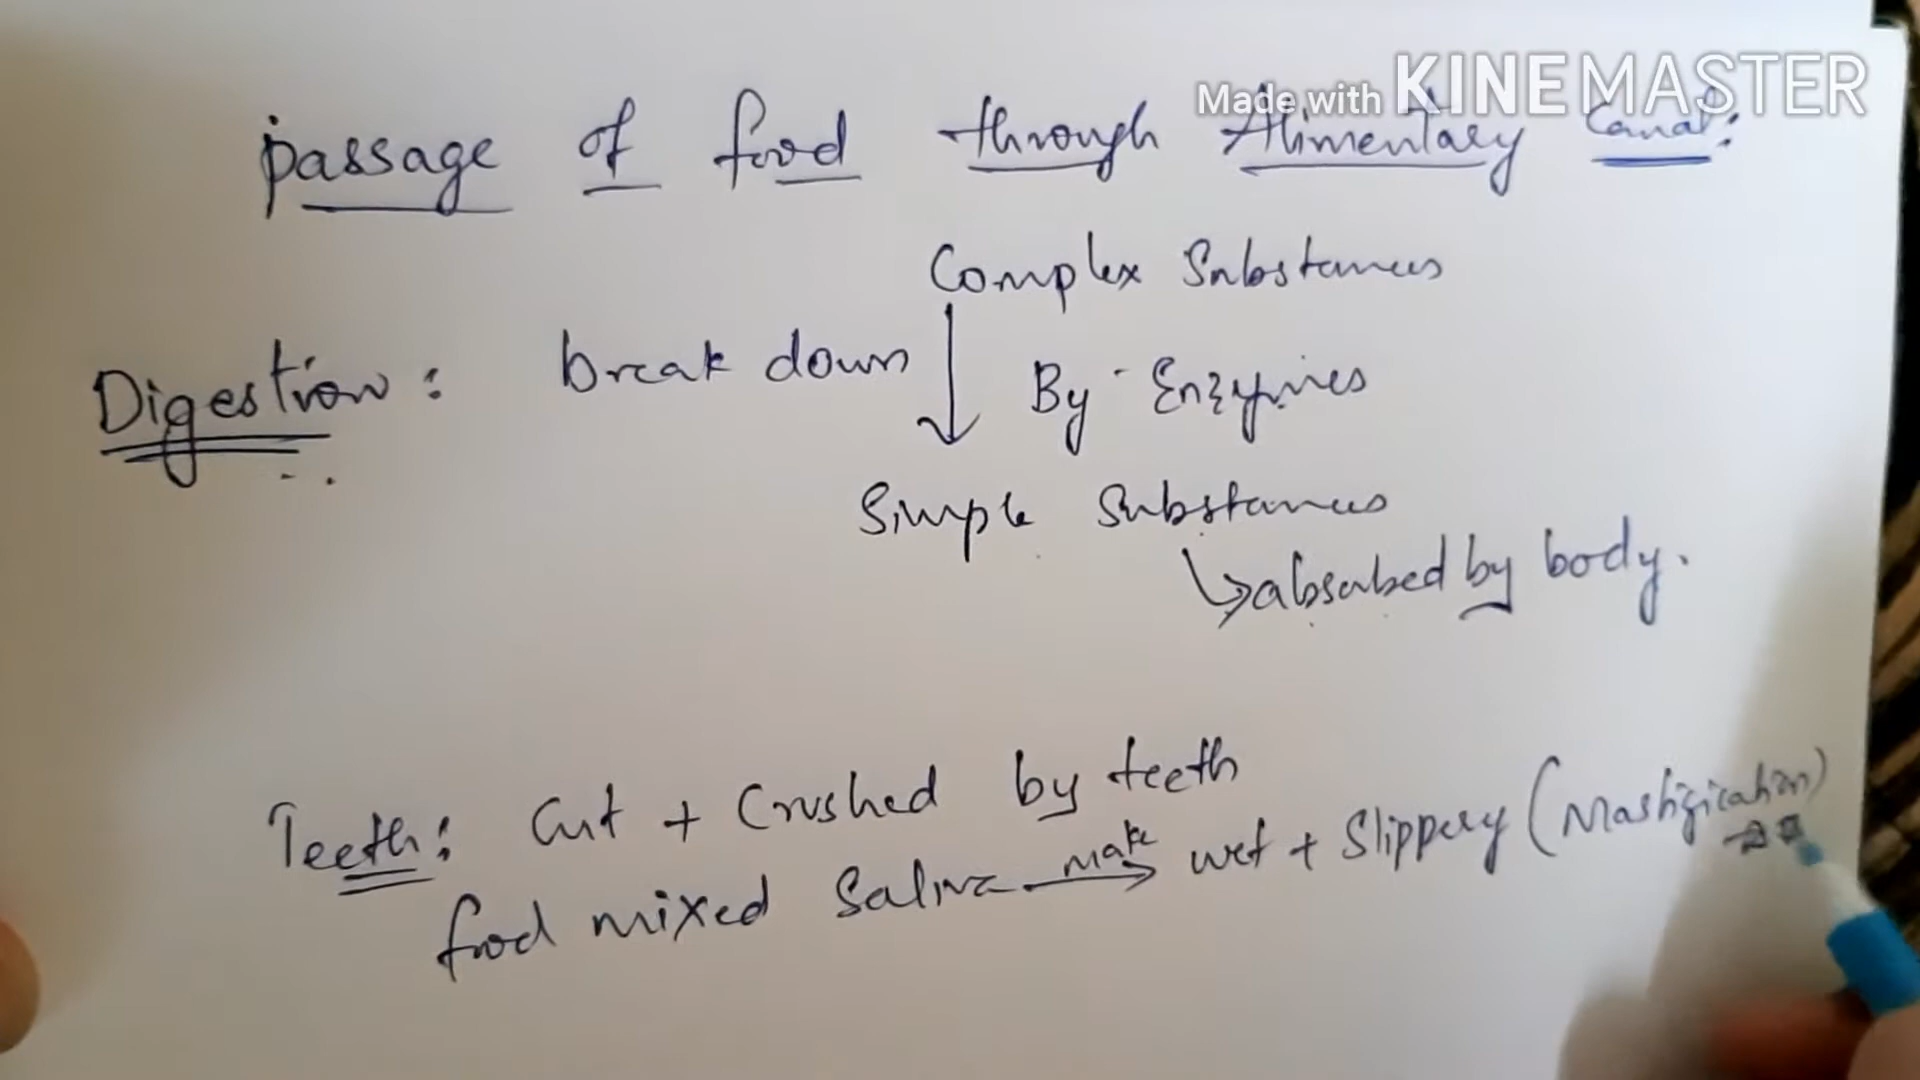 Made with KINEMASTER
passage of food through Alimentary Canal:
Complex Substances
Digestion: break down
By Enzymes
Simple Substances
absorbed by body.
Teeth: Cut + Crushed by teeth
food mixed Saliva make wet + Slippery (Mastigication)